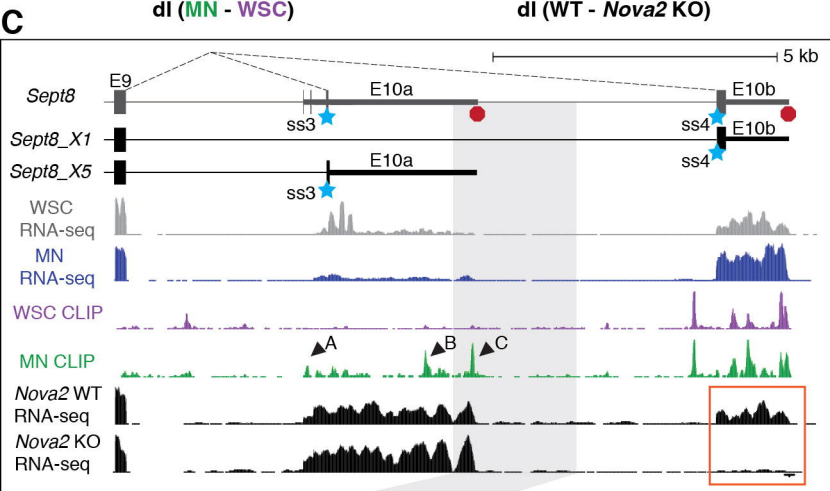 C
dI (MN - WSC)
dI (WT - Nova2 KO)
5 kb
E9
Sept8
E10a
E10b
ss3
ss4
Sept8_X1
E10b
ss4
Sept8_X5
E10a
ss3
WSC
RNA-seq
MN
RNA-seq
WSC CLIP
MN CLIP
A
B
C
Nova2 WT
RNA-seq
Nova2 KO
RNA-seq